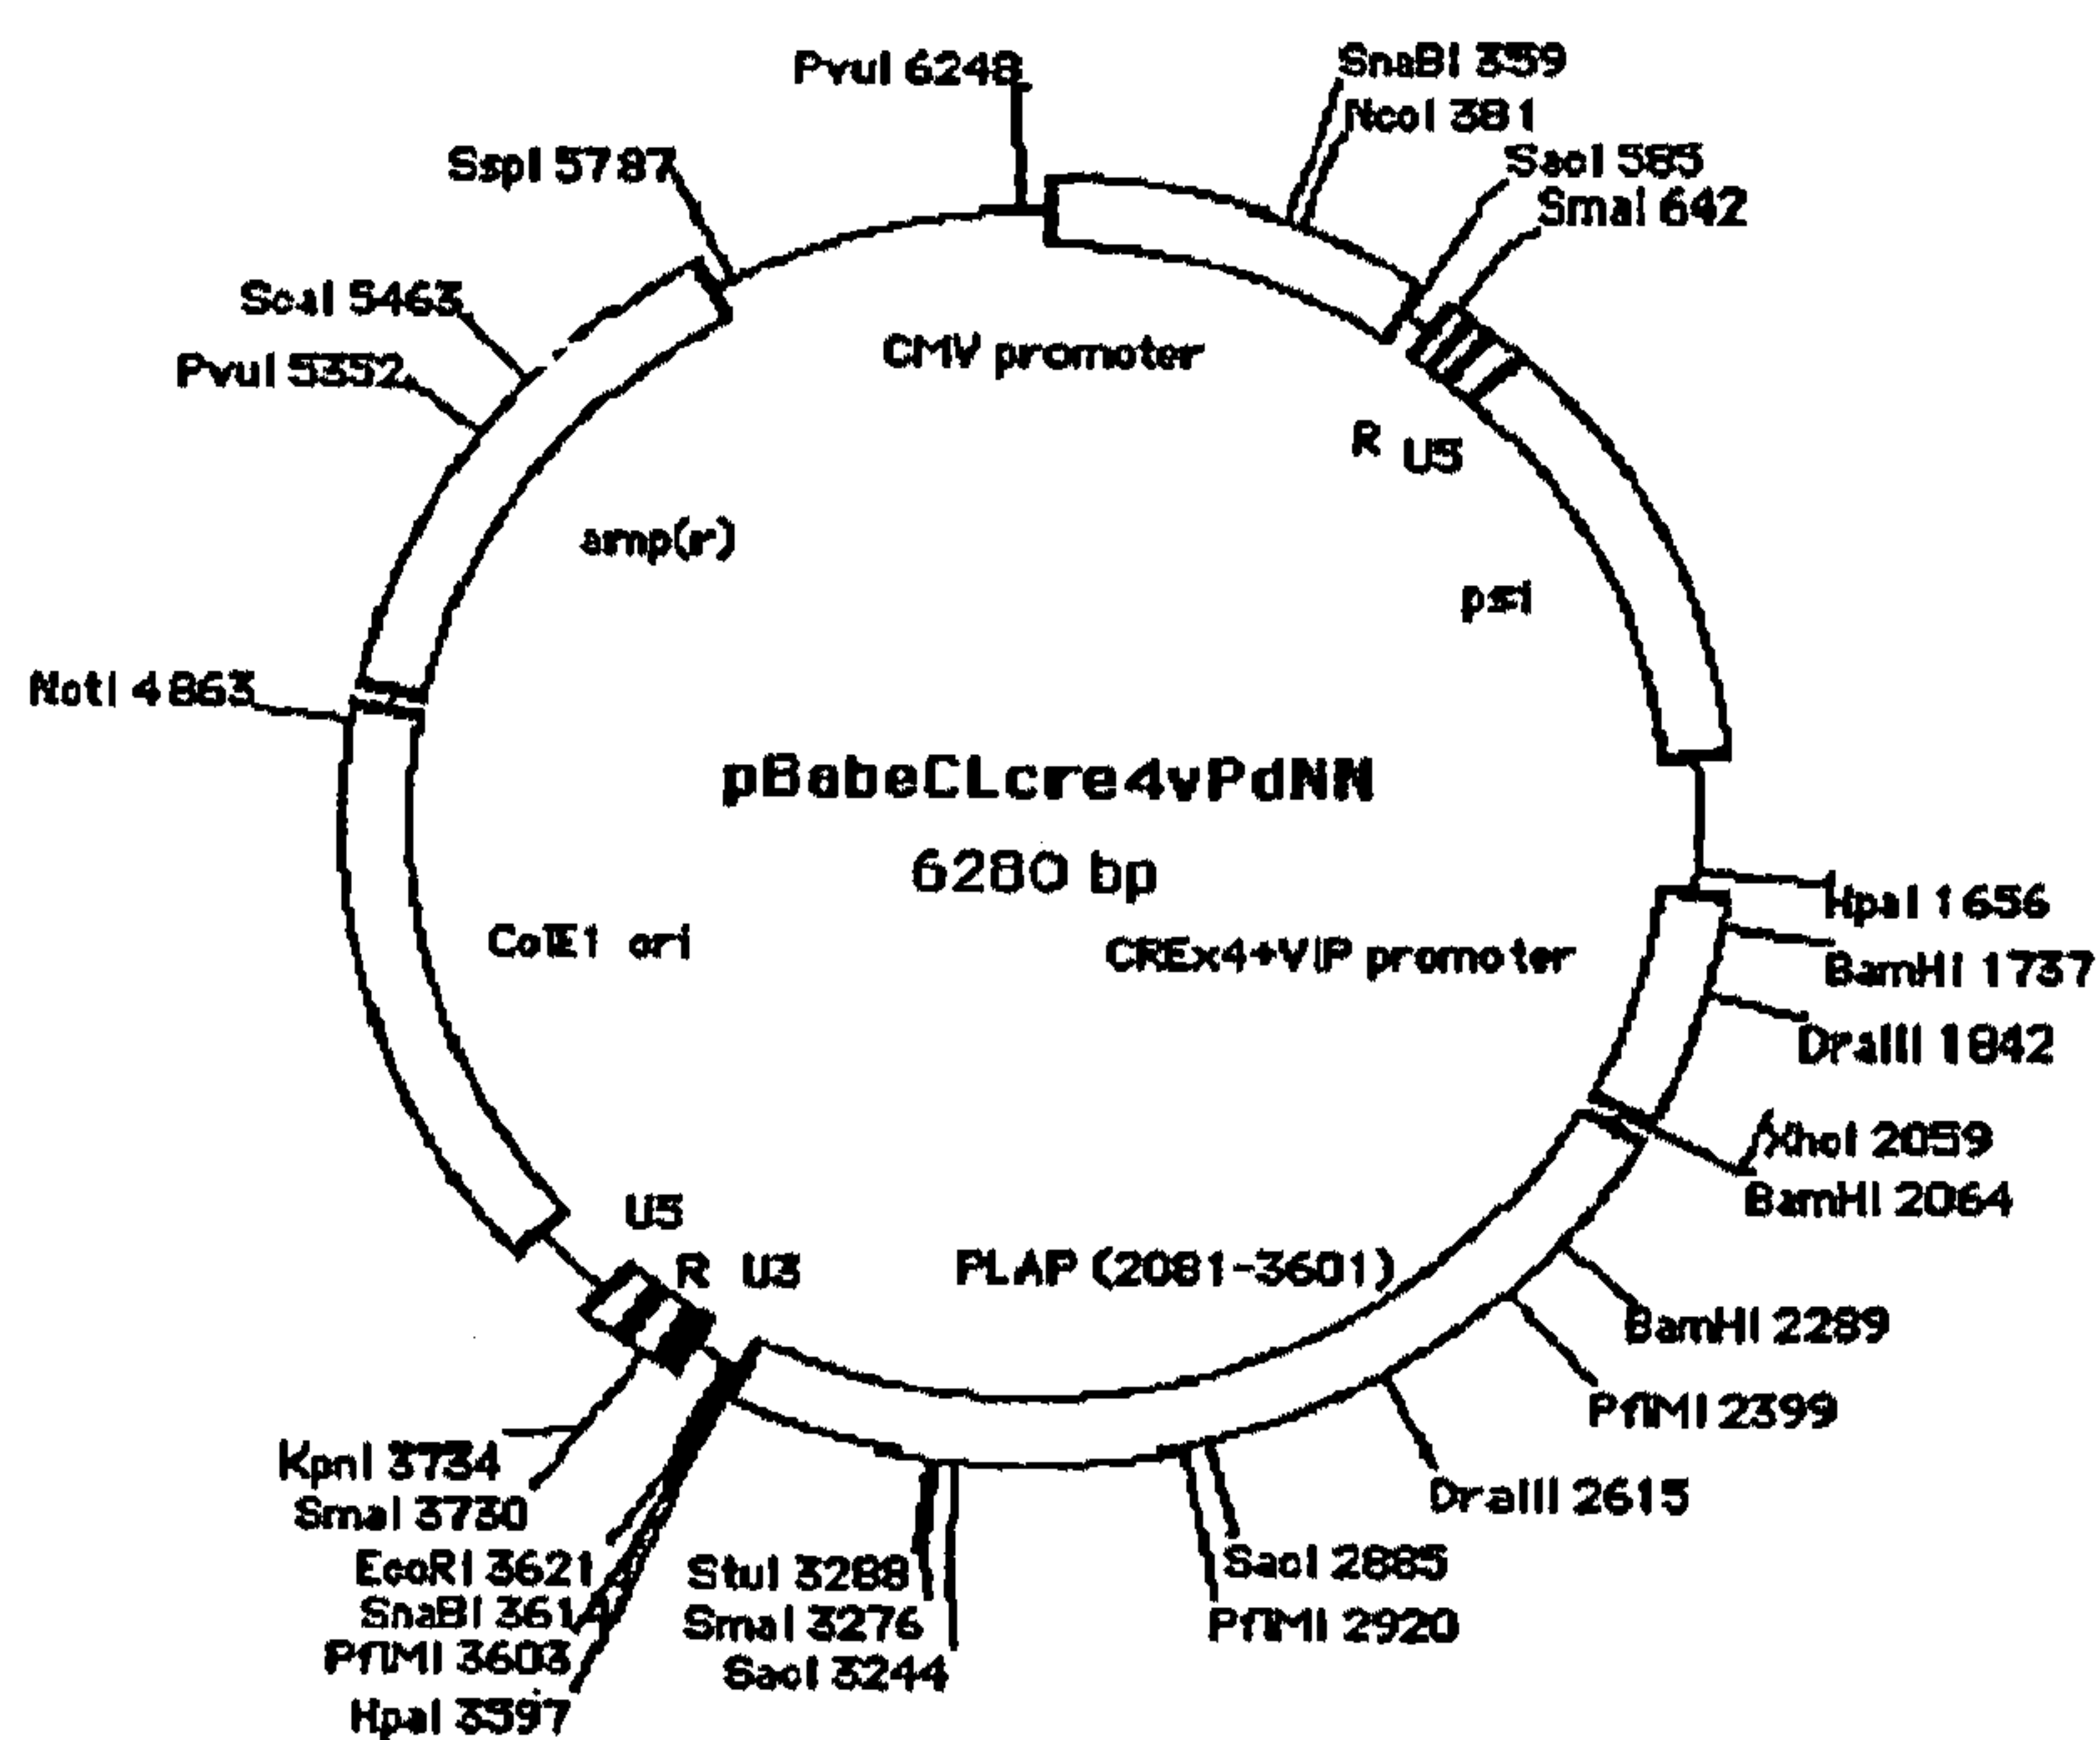 PvuI 6248
SnaBI 359
NcoI 381
SacI 585
SmaI 642
SspI 5787
ScaI 5463
PvuI 5352
CMV promoter
R U5
amp(r)
psi
NotI 4863
pBabeCLcre4vPdNN
6280 bp
HpaI 1656
BamHI 1737
ColE1 ori
CREx4+VIP promoter
DraIII 1842
XhoI 2059
BamHI 2064
U5
R U3
PLAP (2081-3601)
BamHI 2289
PflMI 2399
DraIII 2615
KpnI 3734
SmaI 3730
EcoRI 3621
SnaBI 3614
PflMI 3603
HpaI 3597
StuI 3288
SmaI 3276
SacI 3244
SacI 2885
PflMI 2920